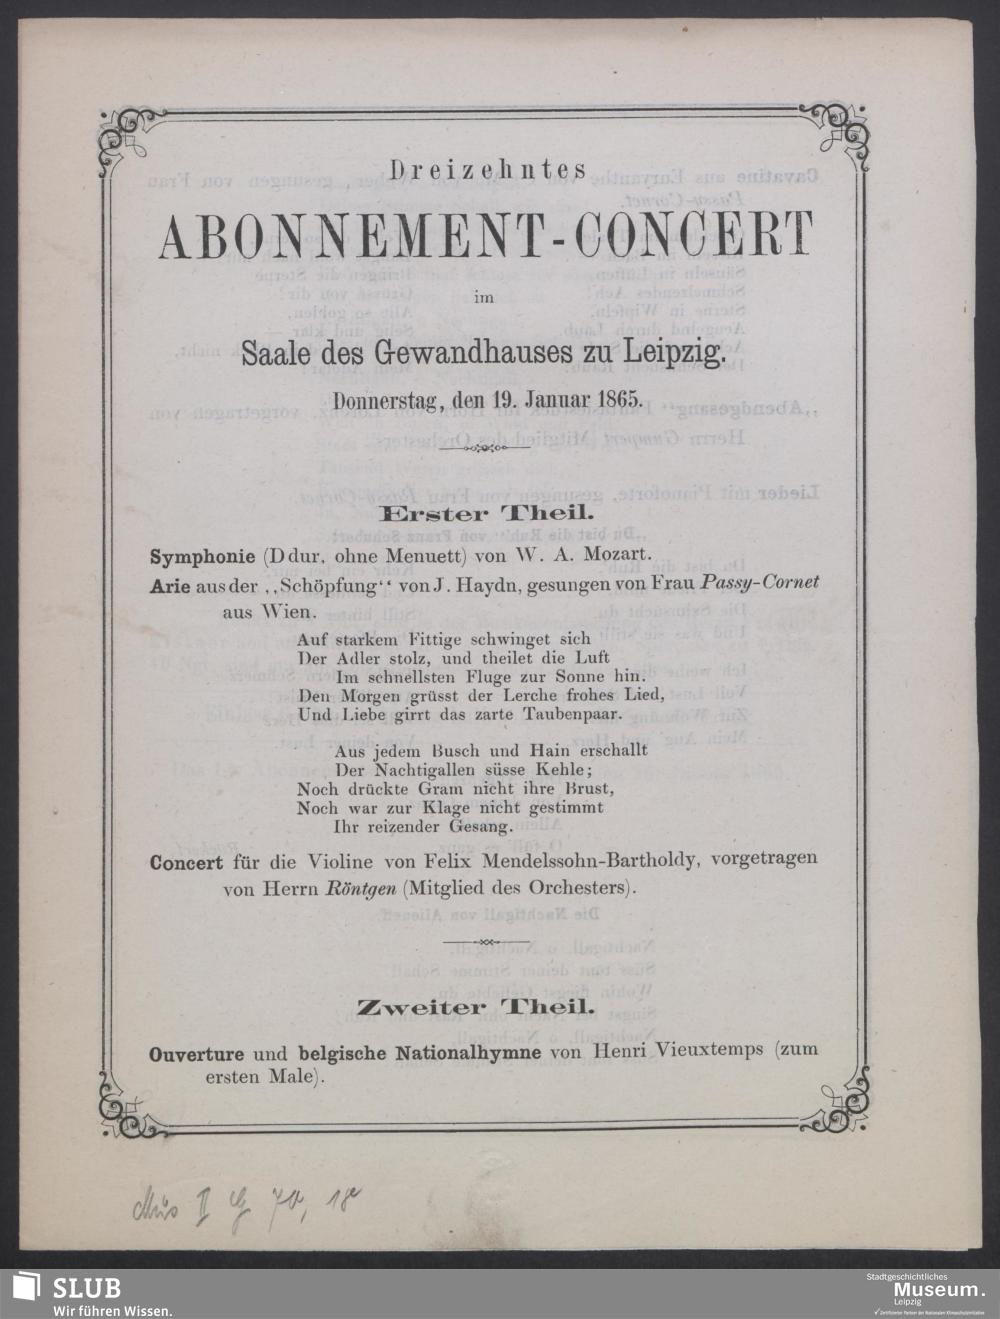 Dreizehntes
ABONNEMENT-CONCERT
im
Saale des Gewandhauses zu Leipzig.
Donnerstag, den 19. Januar 1865.
Erster Theil.
Symphonie (D dur, ohne Menuett) von W. A. Mozart.
Arie aus der ,,Schöpfung“ von J. Haydn, gesungen von Frau Passy-Cornet
aus Wien.
Auf starkem Fittige schwinget sich
Der Adler stolz, und theilet die Luft
Im schnellsten Fluge zur Sonne hin.
Den Morgen grüsst der Lerche frohes Lied,
Und Liebe girrt das zarte Taubenpaar.
Aus jedem Busch und Hain erschallt
Der Nachtigallen süsse Kehle;
Noch drückte Gram nicht ihre Brust,
Noch war zur Klage nicht gestimmt
Ihr reizender Gesang.
Concert für die Violine von Felix Mendelssohn-Bartholdy, vorgetragen
von Herrn Röntgen (Mitglied des Orchesters).
Zweiter Theil.
Ouverture und belgische Nationalhymne von Henri Vieuxtemps (zum
ersten Male).
Mus II G 70, 18e
SLUB
Wir führen Wissen.
Stadtgeschichtliches
Museum.
Leipzig